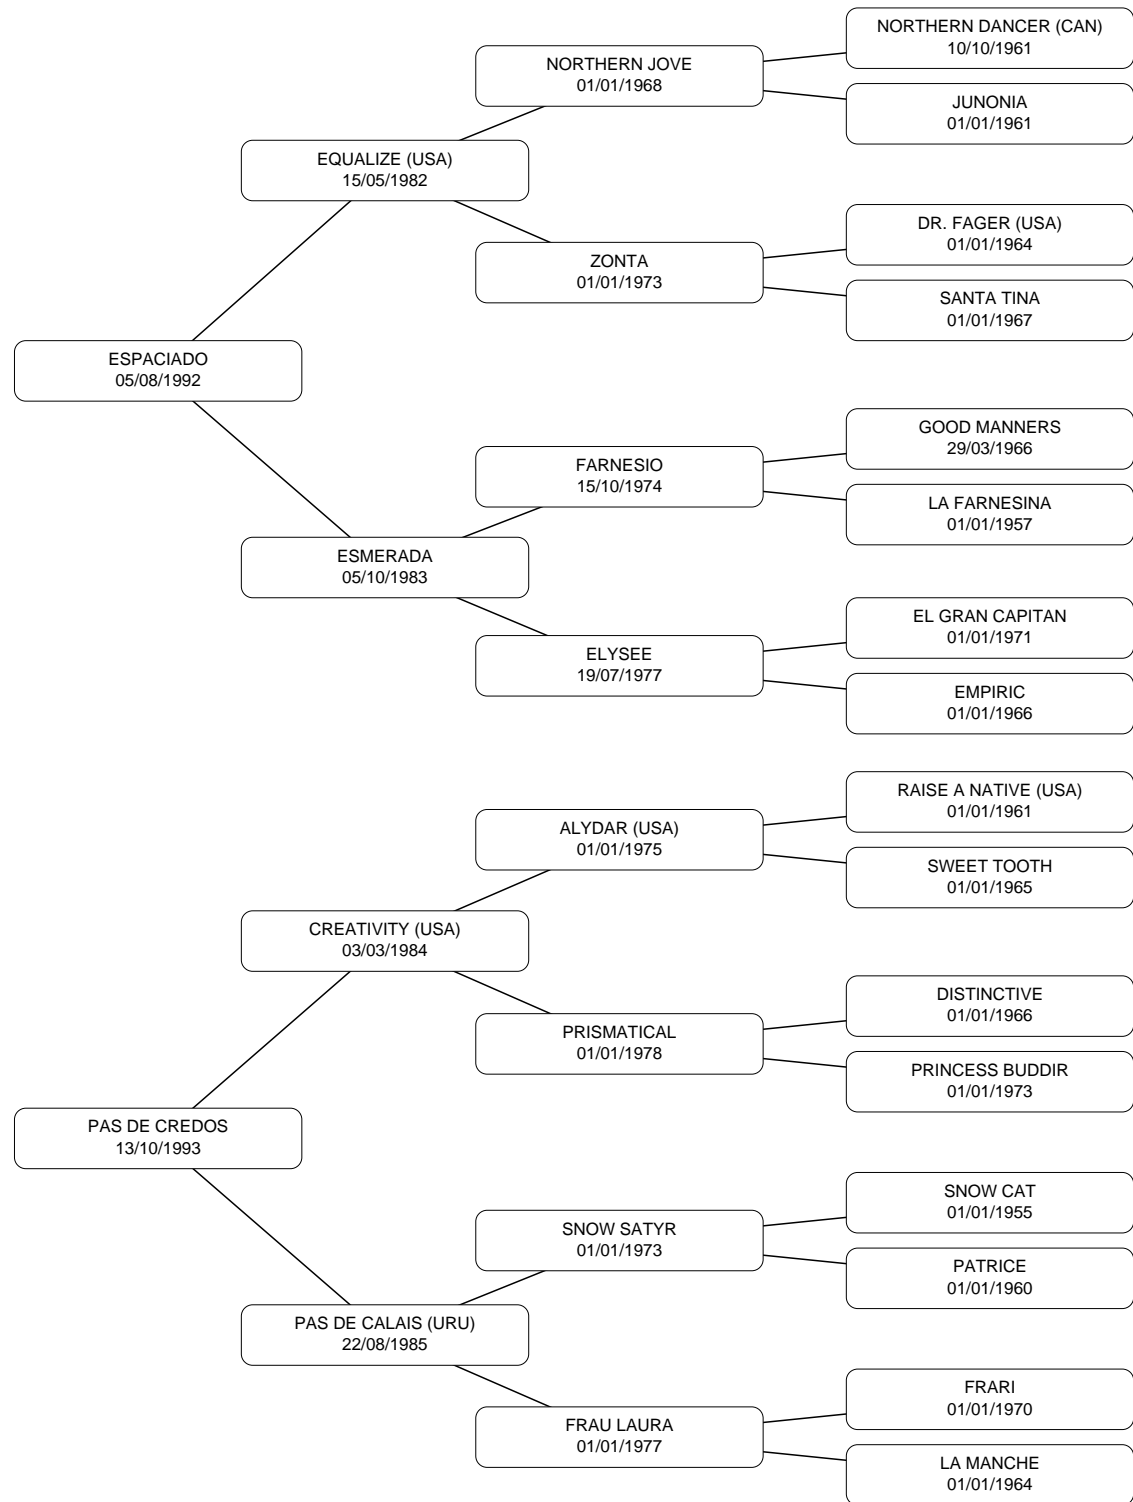 NORTHERN DANCER (CAN)
10/10/1961
NORTHERN JOVE
01/01/1968
JUNONIA
01/01/1961
EQUALIZE (USA)
15/05/1982
DR. FAGER (USA)
01/01/1964
ZONTA
01/01/1973
SANTA TINA
01/01/1967
ESPACIADO
05/08/1992
GOOD MANNERS
29/03/1966
FARNESIO
15/10/1974
LA FARNESINA
01/01/1957
ESMERADA
05/10/1983
EL GRAN CAPITAN
01/01/1971
ELYSEE
19/07/1977
EMPIRIC
01/01/1966
RAISE A NATIVE (USA)
01/01/1961
ALYDAR (USA)
01/01/1975
SWEET TOOTH
01/01/1965
CREATIVITY (USA)
03/03/1984
DISTINCTIVE
01/01/1966
PRISMATICAL
01/01/1978
PRINCESS BUDDIR
01/01/1973
PAS DE CREDOS
13/10/1993
SNOW CAT
01/01/1955
SNOW SATYR
01/01/1973
PATRICE
01/01/1960
PAS DE CALAIS (URU)
22/08/1985
FRARI
01/01/1970
FRAU LAURA
01/01/1977
LA MANCHE
01/01/1964